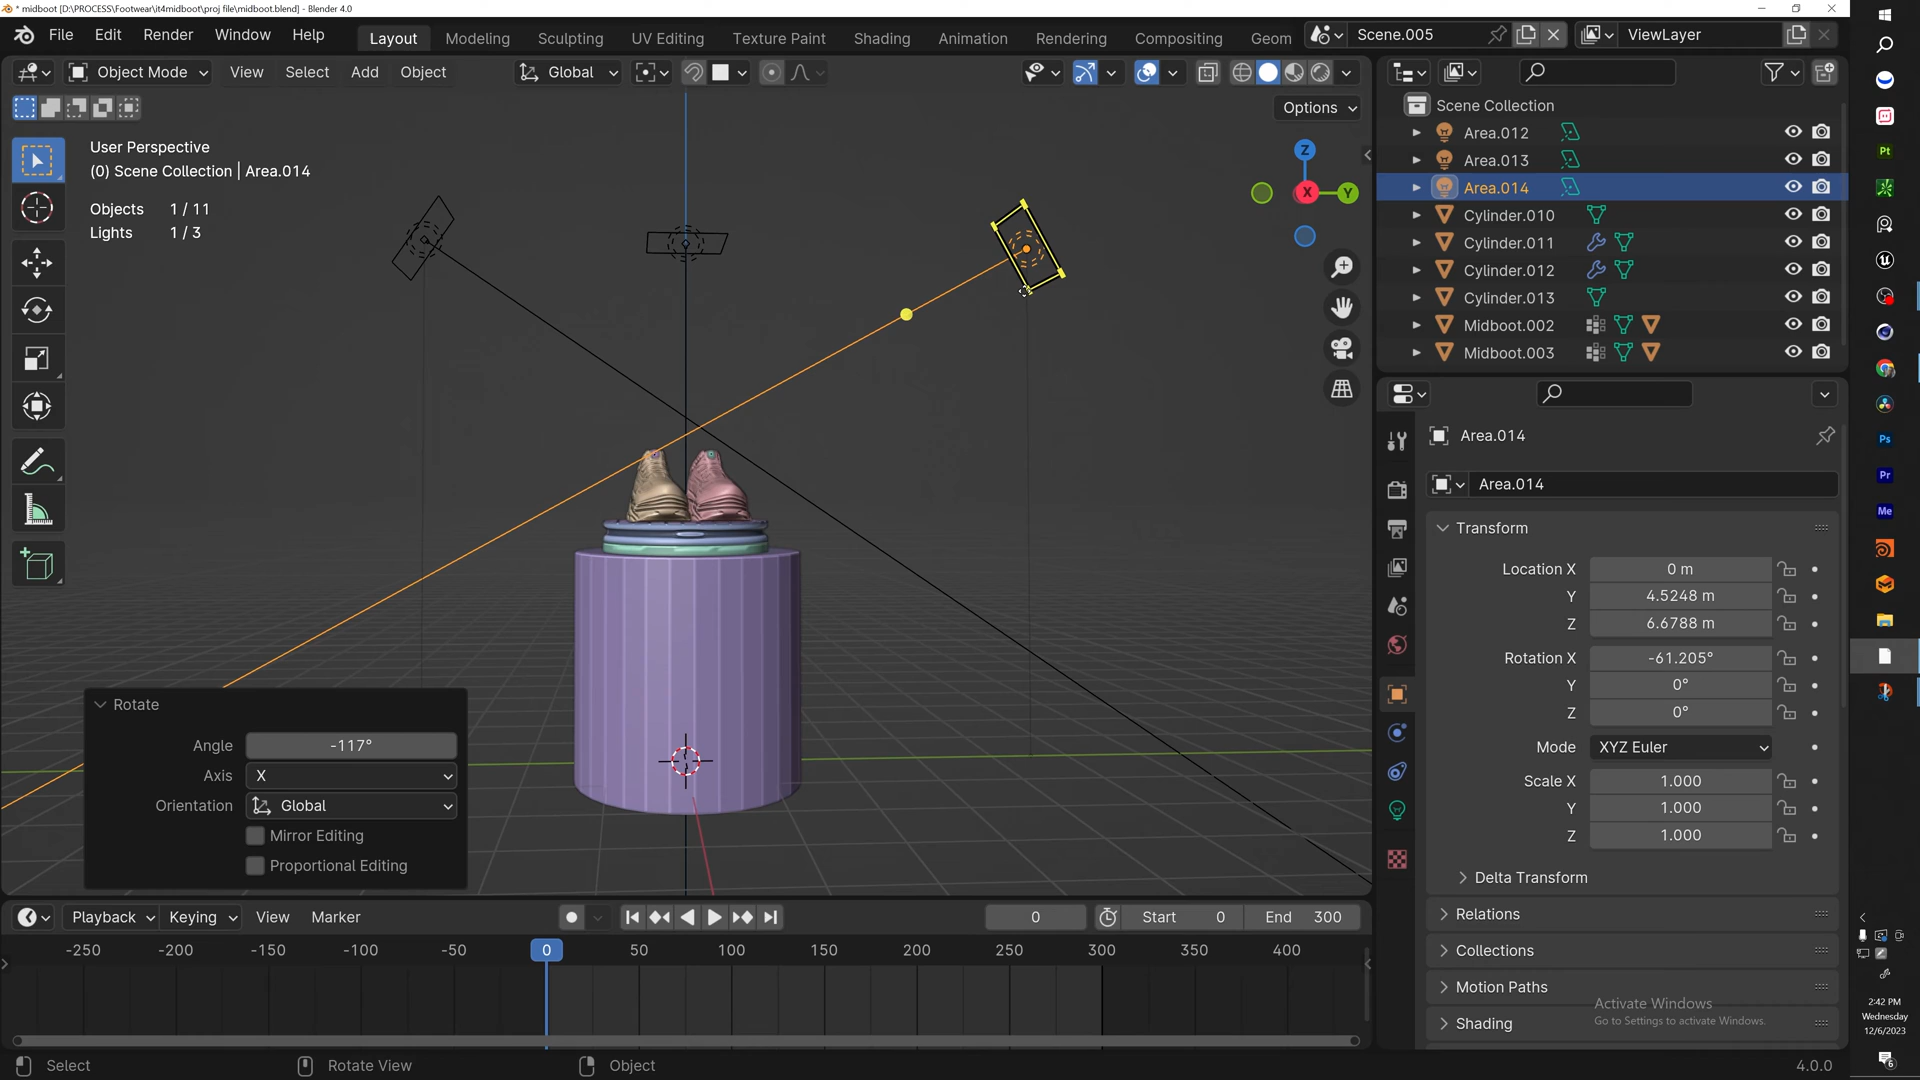 * midboot [D:\PROCESS\Footwear\it4midboot\proj file\midboot.blend] - Blender 4.0
File Edit Render Window Help
Layout Modeling Sculpting UV Editing Texture Paint Shading Animation Rendering Compositing Geom
Scene.005
ViewLayer
Object Mode View Select Add Object
Global
Options
User Perspective
(0) Scene Collection | Area.014
Objects 1 / 11
Lights 1 / 3
Z
X
Y
Scene Collection
Area.012
Area.013
Area.014
Cylinder.010
Cylinder.011
Cylinder.012
Cylinder.013
Midboot.002
Midboot.003
Area.014
Area.014
Transform
Location X 0 m
Y 4.5248 m
Z 6.6788 m
Rotation X -61.205°
Y 0°
Z 0°
Mode XYZ Euler
Scale X 1.000
Y 1.000
Z 1.000
Delta Transform
Relations
Collections
Motion Paths
Shading
Activate Windows
Go to Settings to activate Windows.
Rotate
Angle -117°
Axis X
Orientation Global
Mirror Editing
Proportional Editing
Playback Keying View Marker
0
Start 0 End 300
-250 -200 -150 -100 -50 0 50 100 150 200 250 300 350 400
Select Rotate View Object
4.0.0
Pt
Ps
Pr
Me
2:42 PM
Wednesday
12/6/2023
6